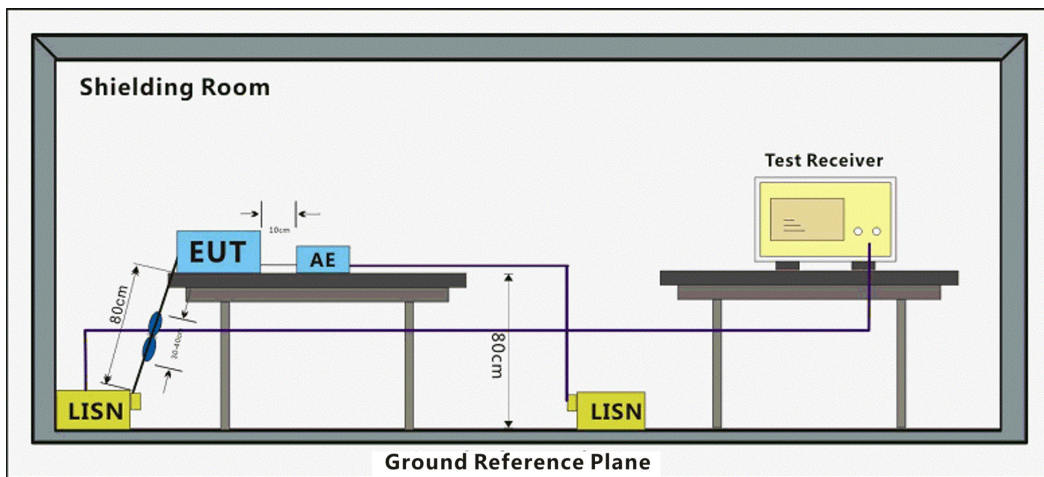 Shielding Room
Test Receiver
10cm
EUT
AE
80cm
30-40cm
80cm
LISN
LISN
Ground Reference Plane